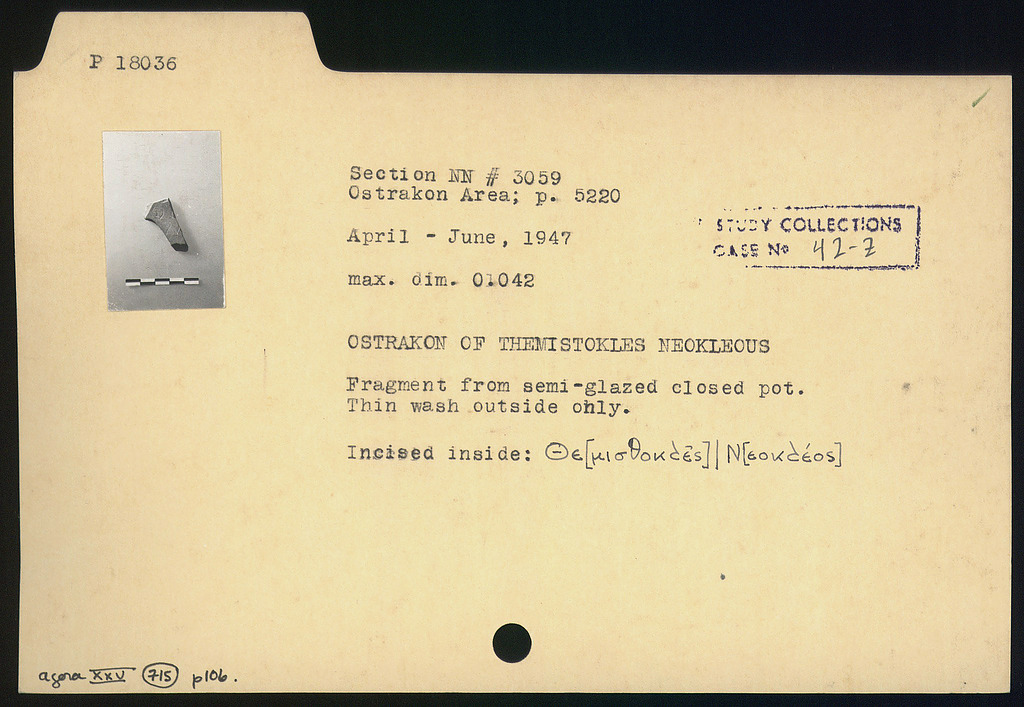 P 18036
Section NN # 3059
Ostrakon Area; p. 5220
April - June, 1947
STUDY COLLECTIONS
CASE Nº 42-Z
max. dim. 0.042
OSTRAKON OF THEMISTOKLES NEOKLEOUS
Fragment from semi-glazed closed pot.
Thin wash outside only.
Incised inside: Θε[μισθοκλε̃ς]| Ν[εοκλέος]
agora XXV 715 p106.